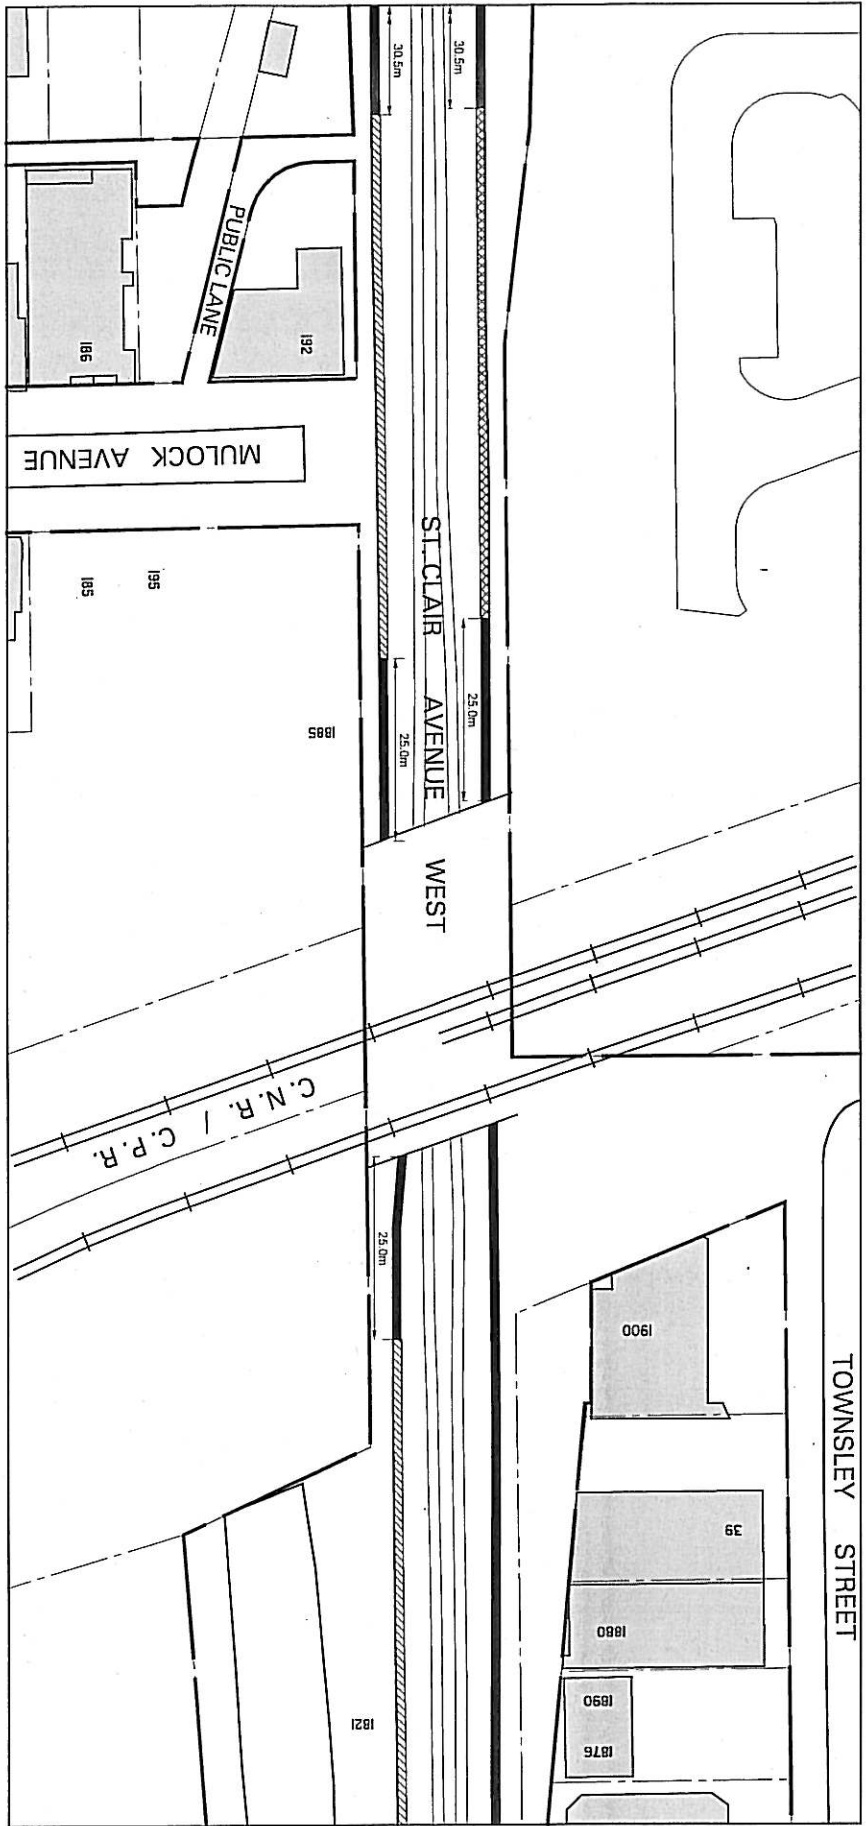 30.5m
30.5m
PUBLIC LANE
192
186
MULOCK AVENUE
ST. CLAIR AVENUE WEST
195
185
1885
25.0m
25.0m
C.N.R. / C.P.R.
25.0m
1900
TOWNSLEY STREET
39
1880
1890
1876
1821